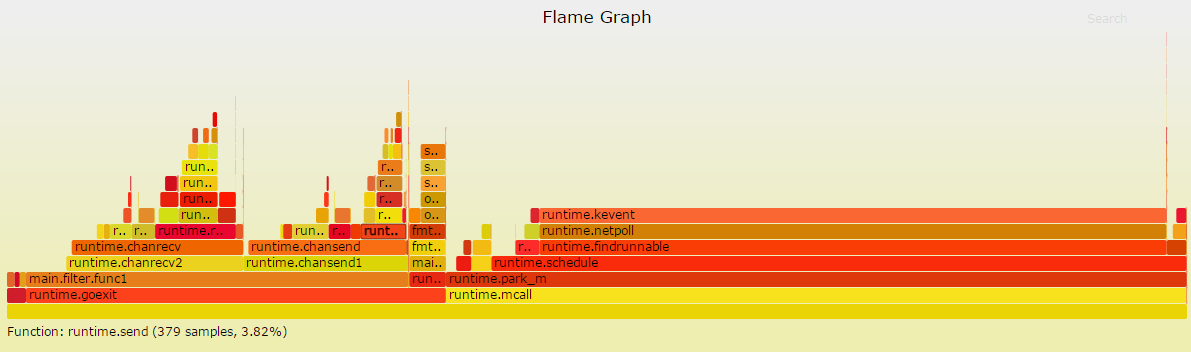 Flame Graph
Search
s..
run.. r.. s..
run.. r.. s..
run.. r.. o..
run.. r.. o.. runtime.kevent
r.. r.. runtime.r.. run.. r.. runt.. fmt.. runtime.netpoll
runtime.chanrecv runtime.chansend fmt.. r.. runtime.findrunnable
runtime.chanrecv2 runtime.chansend1 mai.. runtime.schedule
main.filter.func1 run.. runtime.park_m
runtime.goexit runtime.mcall
Function: runtime.send (379 samples, 3.82%)